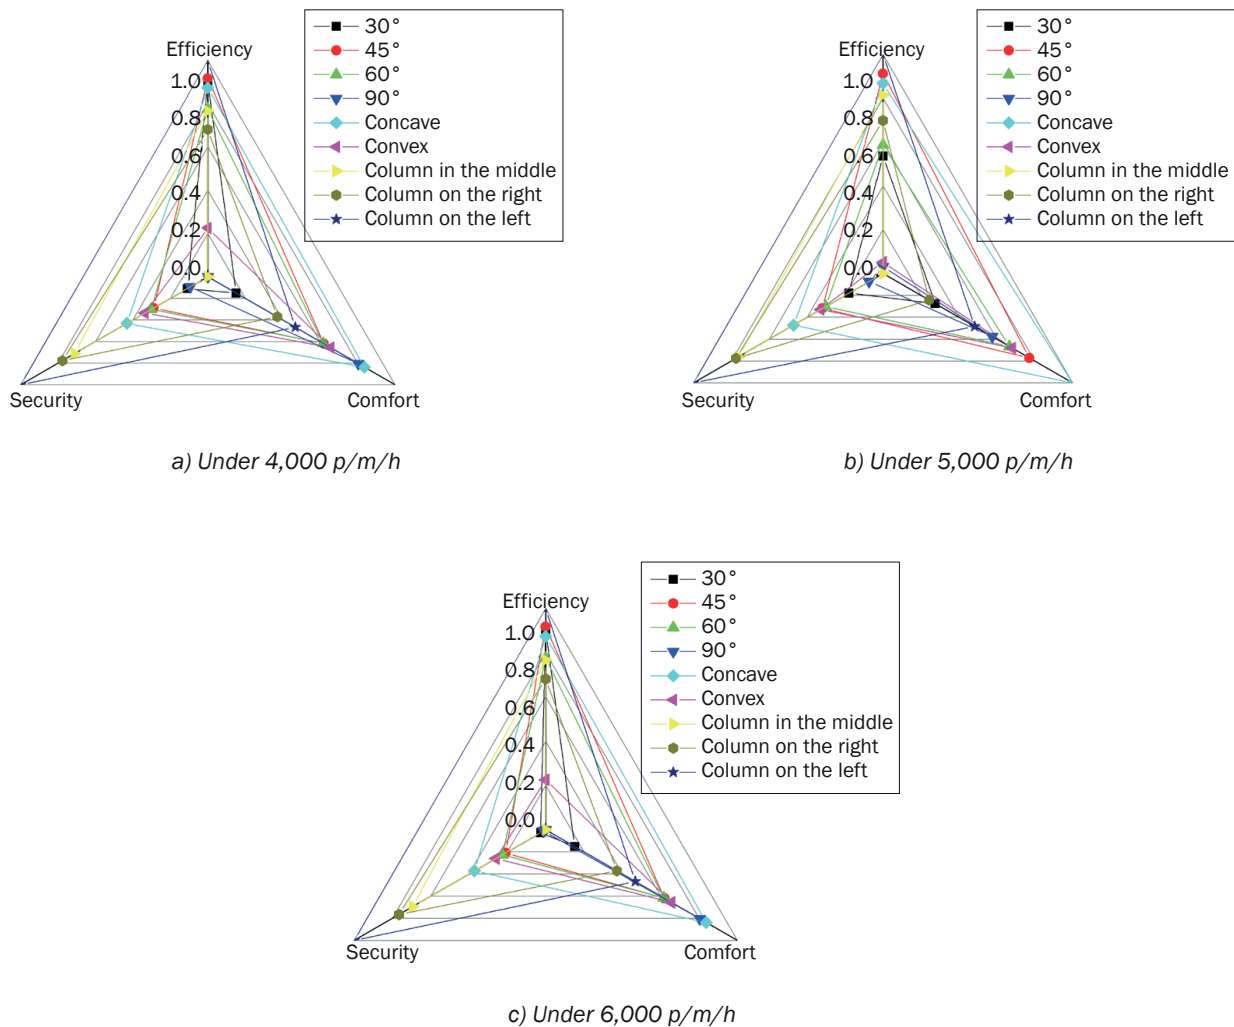 Efficiency
1.0
0.8
0.6
0.4
0.2
0.0
Security
Comfort
30°
45°
60°
90°
Concave
Convex
Column in the middle
Column on the right
Column on the left
a) Under 4,000 p/m/h
Efficiency
1.0
0.8
0.6
0.4
0.2
0.0
Security
Comfort
30°
45°
60°
90°
Concave
Convex
Column in the middle
Column on the right
Column on the left
b) Under 5,000 p/m/h
Efficiency
1.0
0.8
0.6
0.4
0.2
0.0
Security
Comfort
30°
45°
60°
90°
Concave
Convex
Column in the middle
Column on the right
Column on the left
c) Under 6,000 p/m/h